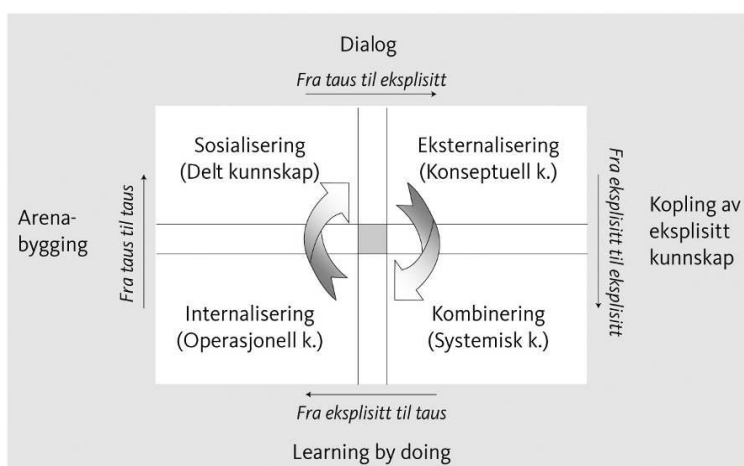 Dialog
Fra taus til eksplisitt
Sosialisering
(Delt kunnskap)
Eksternalisering
(Konseptuell k.)
Arena-
bygging
Fra taus til taus
Fra eksplisitt til eksplisitt
Kopling av
eksplisitt
kunnskap
Internalisering
(Operasjonell k.)
Kombinering
(Systemisk k.)
Fra eksplisitt til taus
Learning by doing